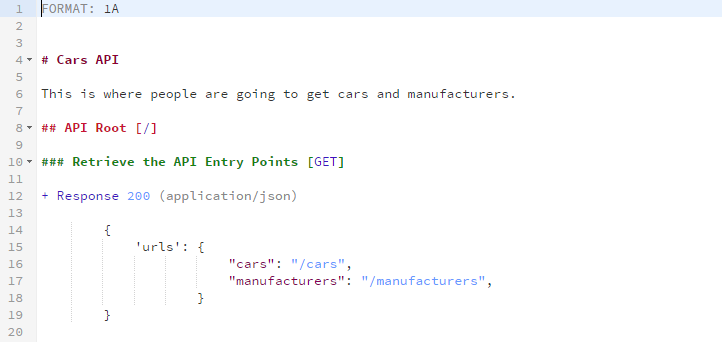 1 FORMAT: 1A
2
3
4 # Cars API
5
6 This is where people are going to get cars and manufacturers.
7
8 ## API Root [/]
9
10 ### Retrieve the API Entry Points [GET]
11
12 + Response 200 (application/json)
13
14 {
15 'urls': {
16 "cars": "/cars",
17 "manufacturers": "/manufacturers",
18 }
19 }
20